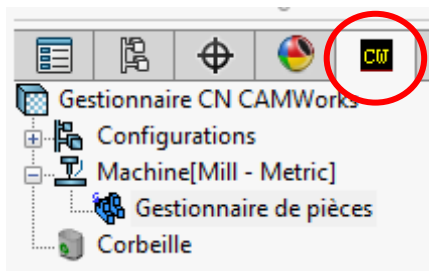 CW
Gestionnaire CN CAMWorks
Configurations
Machine[Mill - Metric]
Gestionnaire de pièces
Corbeille